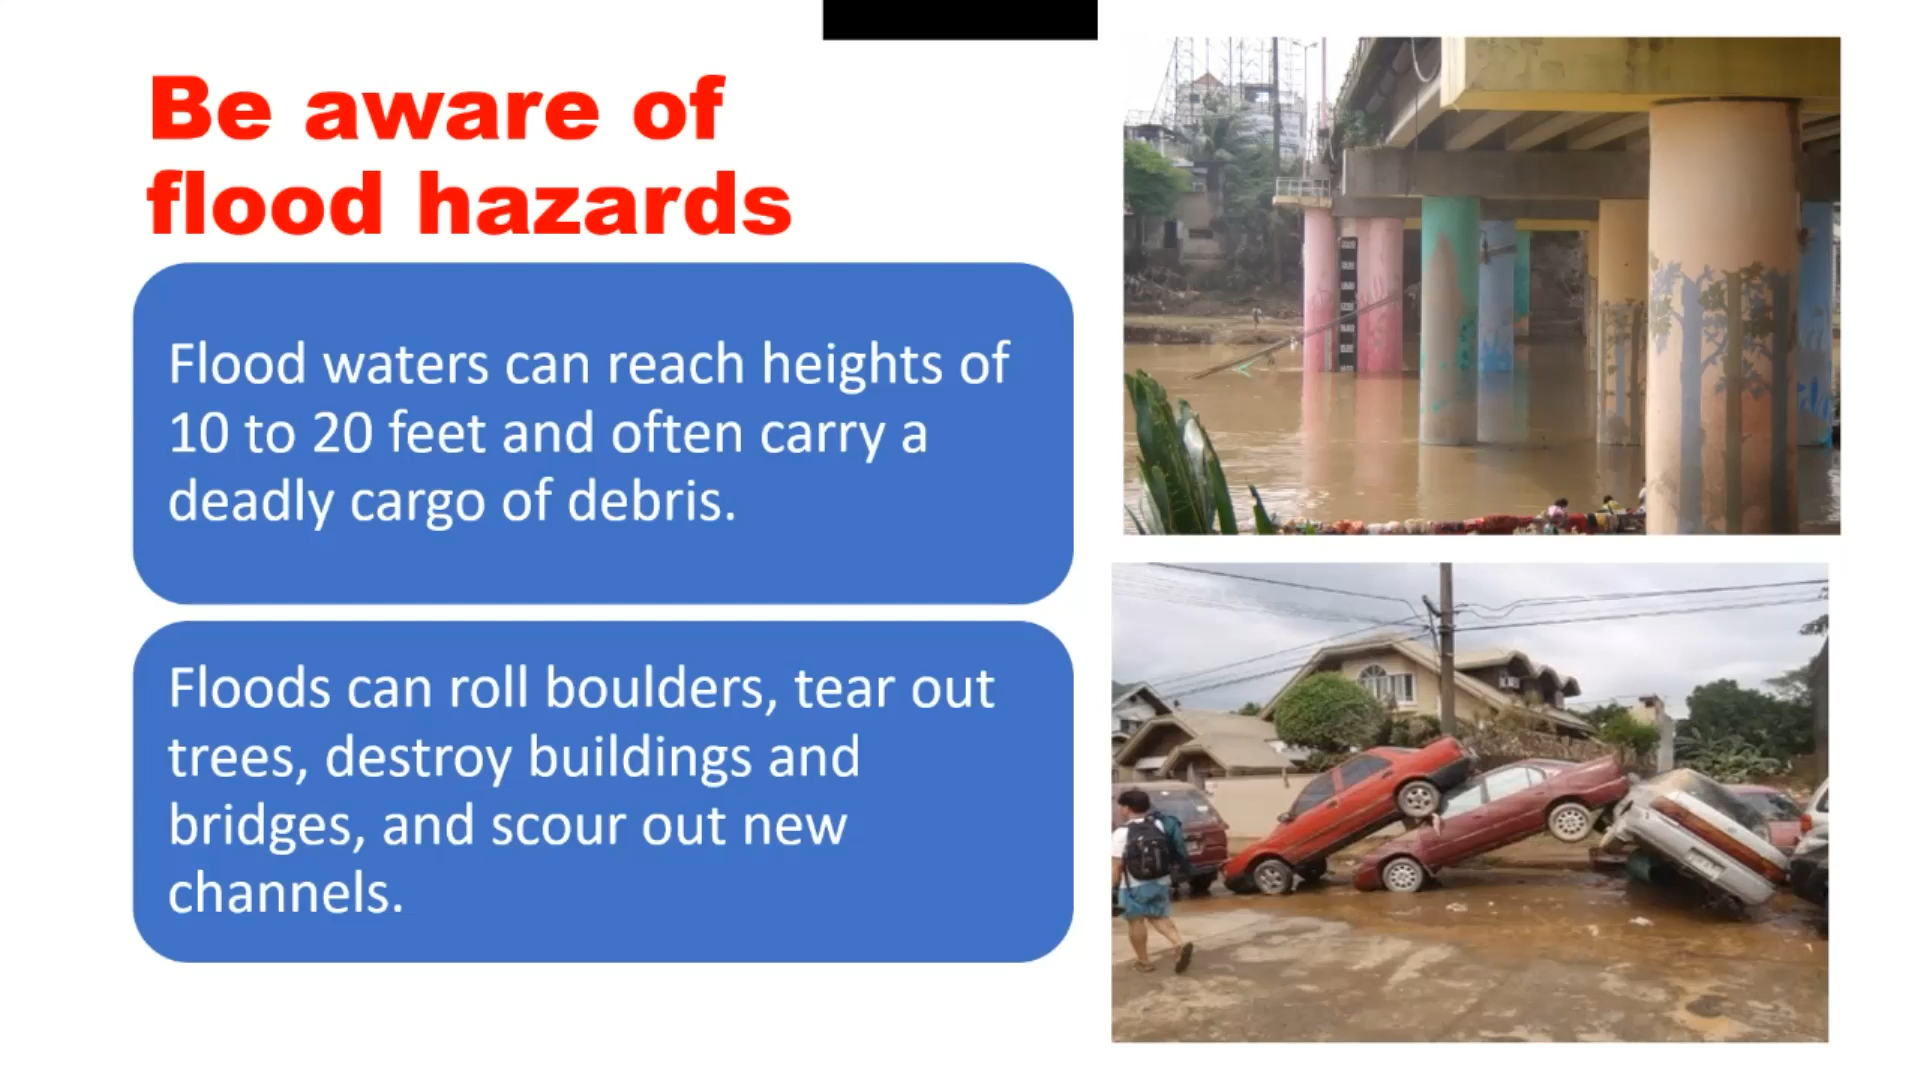 Be aware of
flood hazards
Flood waters can reach heights of
10 to 20 feet and often carry a
deadly cargo of debris.
Floods can roll boulders, tear out
trees, destroy buildings and
bridges, and scour out new
channels.